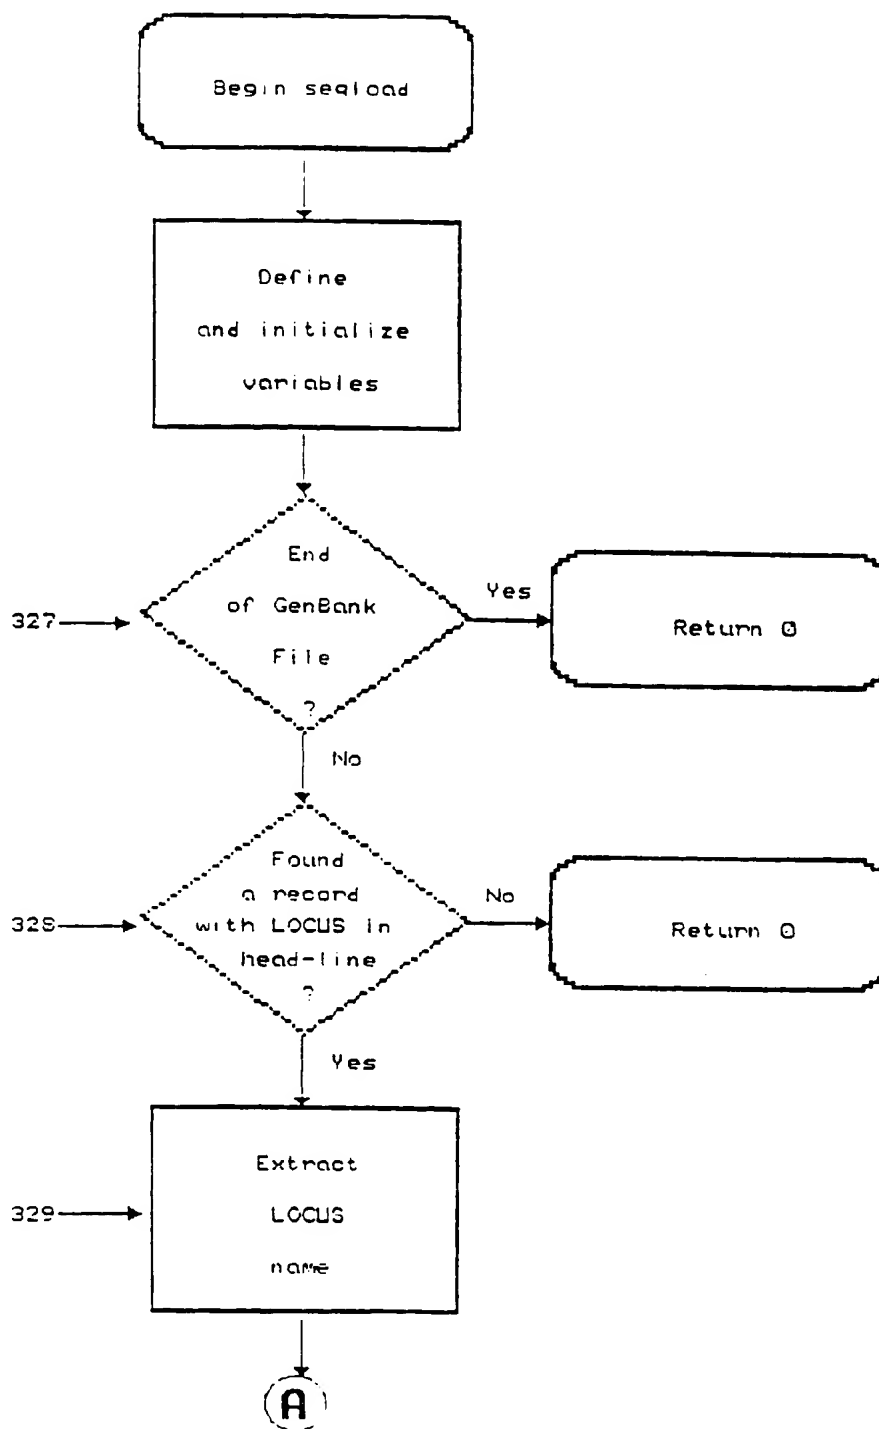 Begin seqload
Define
and initialize
variables
End
of GenBank
File
?
327
Yes
Return 0
No
Found
a record
with LOCUS in
head-line
?
328
No
Return 0
Yes
Extract
LOCUS
name
329
A